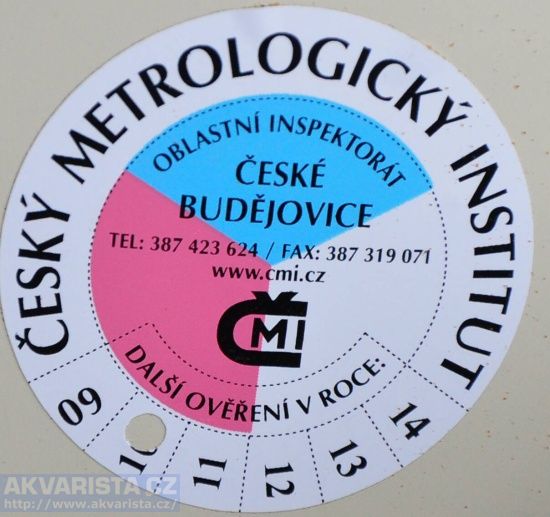 ČESKÝ METROLOGICKÝ INSTITUT
OBLASTNÍ INSPEKTORÁT
ČESKÉ
BUDĚJOVICE
TEL: 387 423 624 / FAX: 387 319 071
www.cmi.cz
ČMI
DALŠÍ OVĚŘENÍ V ROCE:
09 10 11 12 13 14
AKVARISTA.CZ
http://www.akvarista.cz/